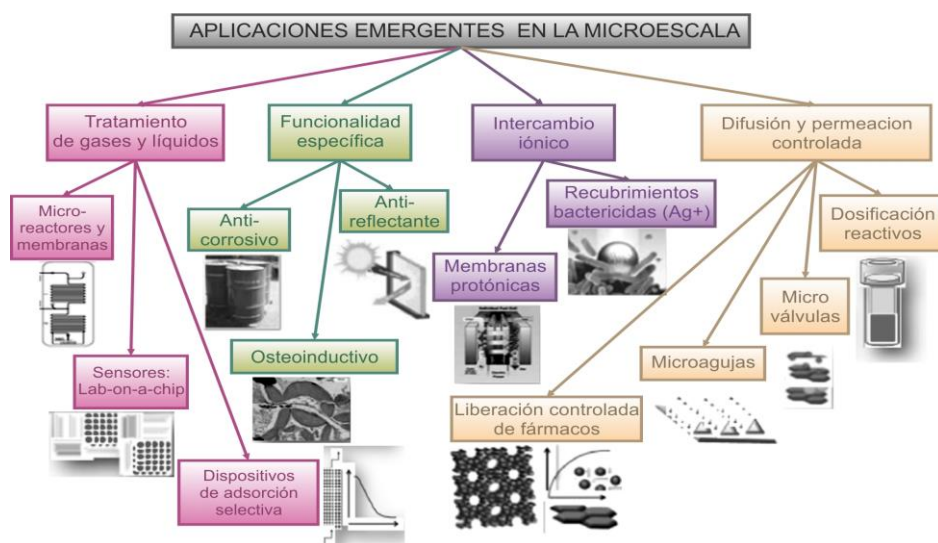 APLICACIONES EMERGENTES EN LA MICROESCALA
Tratamiento
de gases y líquidos
Funcionalidad
específica
Intercambio
iónico
Difusión y permeacion
controlada
Micro-
reactores y
membranas
Anti-
corrosivo
Anti-
reflectante
Recubrimientos
bactericidas (Ag+)
Dosificación
reactivos
Membranas
protónicas
Micro
válvulas
Sensores:
Lab-on-a-chip
Osteoinductivo
Microagujas
Liberación controlada
de fármacos
Dispositivos
de adsorción
selectiva